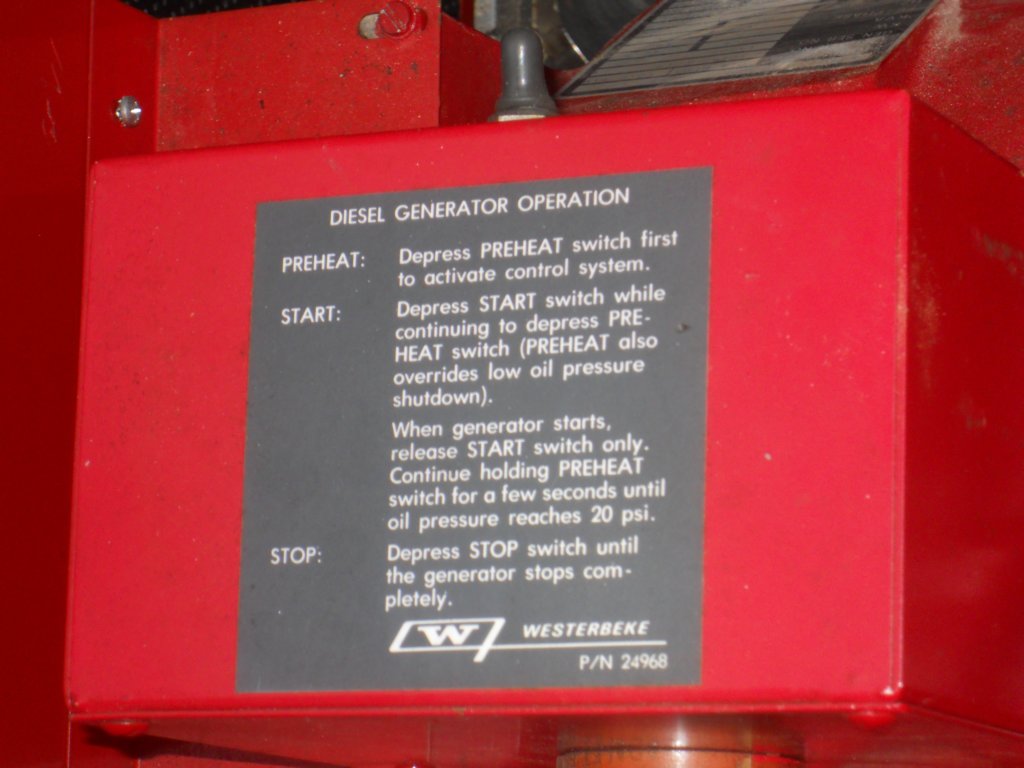 DIESEL GENERATOR OPERATION
PREHEAT: Depress PREHEAT switch first
to activate control system.
START: Depress START switch while
continuing to depress PRE-
HEAT switch (PREHEAT also
overrides low oil pressure
shutdown).
When generator starts,
release START switch only.
Continue holding PREHEAT
switch for a few seconds until
oil pressure reaches 20 psi.
STOP: Depress STOP switch until
the generator stops com-
pletely.
W WESTERBEKE
P/N 24968